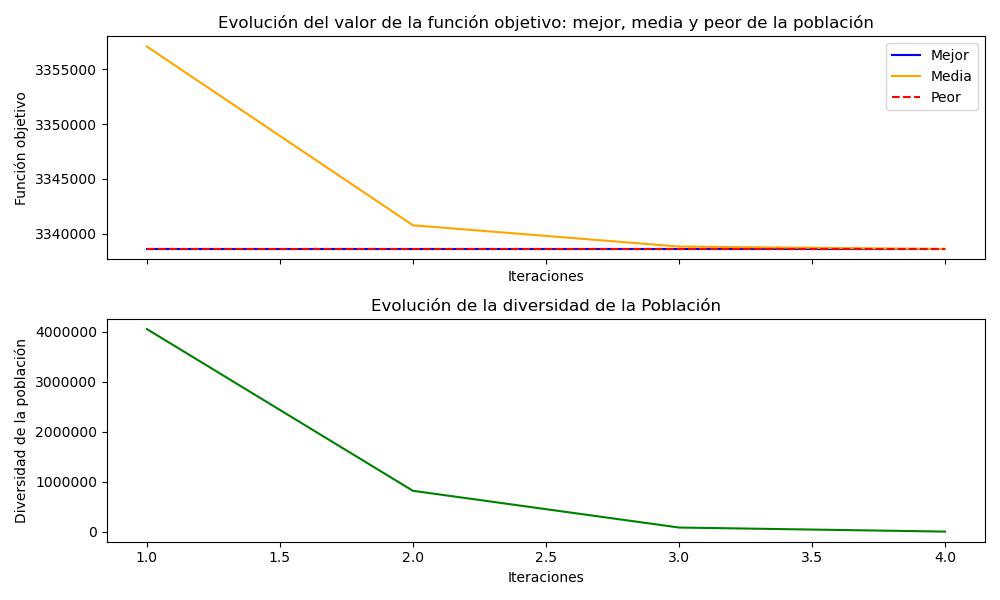 Evolución del valor de la función objetivo: mejor, media y peor de la población
Función objetivo
3355000
3350000
3345000
3340000
Mejor
Media
Peor
Iteraciones
Evolución de la diversidad de la Población
Diversidad de la población
4000000
3000000
2000000
1000000
0
1.0 1.5 2.0 2.5 3.0 3.5 4.0
Iteraciones